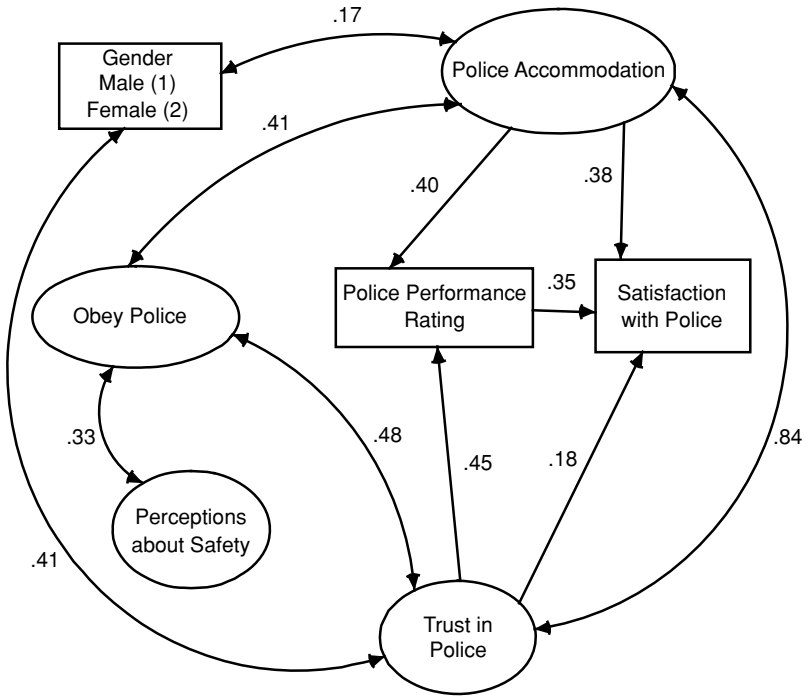 .17
Gender
Male (1)
Female (2)
Police Accommodation
.41
.40
.38
Obey Police
Police Performance
Rating
.35
Satisfaction
with Police
.33
.48
.45
.18
.84
Perceptions
about Safety
.41
Trust in
Police